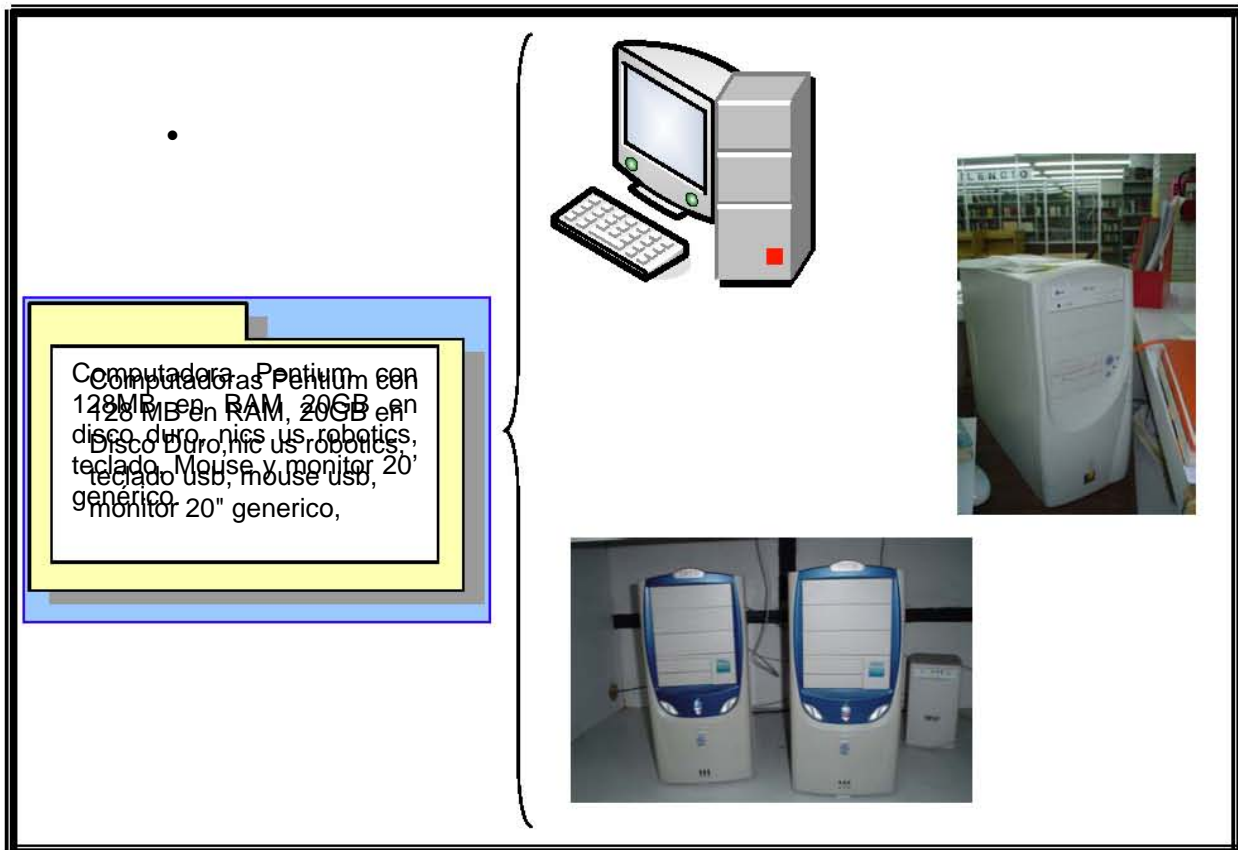 •
Computadora Pentium con
128MB en RAM 20GB en
disco duro, nics us robotics,
teclado, Mouse y monitor 20’
genérico.
Computadoras Pentium con
128 MB en RAM, 20GB en
Disco Duro,nic us robotics,
teclado usb, mouse usb,
monitor 20" generico,
ILENCIO